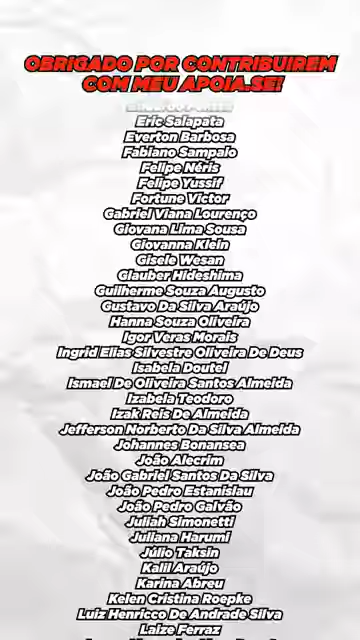 OBRIGADO POR CONTRIBUIREM
COM MEU APOIA.SE!
Eric Salapata
Everton Barbosa
Fabiano Sampaio
Felipe Néris
Felipe Yussif
Fortune Victor
Gabriel Viana Lourenço
Giovana Lima Sousa
Giovanna Klein
Gisele Wesan
Glauber Hideshima
Guilherme Souza Augusto
Gustavo Da Silva Araújo
Hanna Souza Oliveira
Igor Veras Morais
Ingrid Elias Silvestre Oliveira De Deus
Isabela Doutel
Ismael De Oliveira Santos Almeida
Izabela Teodoro
Izak Reis De Almeida
Jefferson Norberto Da Silva Almeida
Johannes Bonansea
João Alecrim
João Gabriel Santos Da Silva
João Pedro Estanislau
João Pedro Galvão
Juliah Simonetti
Juliana Harumi
Júlio Taksin
Kalil Araújo
Karina Abreu
Kelen Cristina Roepke
Luiz Henricco De Andrade Silva
Laize Ferraz